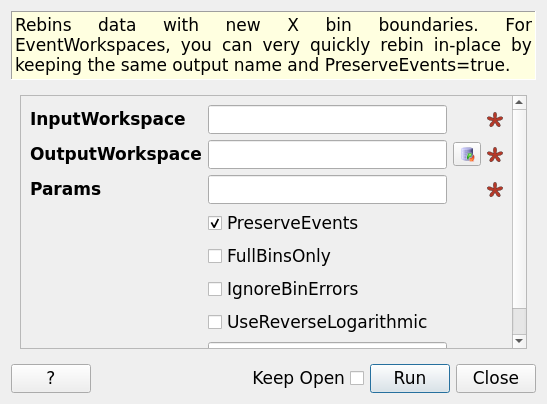 Rebins data with new X bin boundaries. For
EventWorkspaces, you can very quickly rebin in-place by
keeping the same output name and PreserveEvents=true.
InputWorkspace
OutputWorkspace
Params
PreserveEvents
FullBinsOnly
IgnoreBinErrors
UseReverseLogarithmic
? Keep Open Run Close